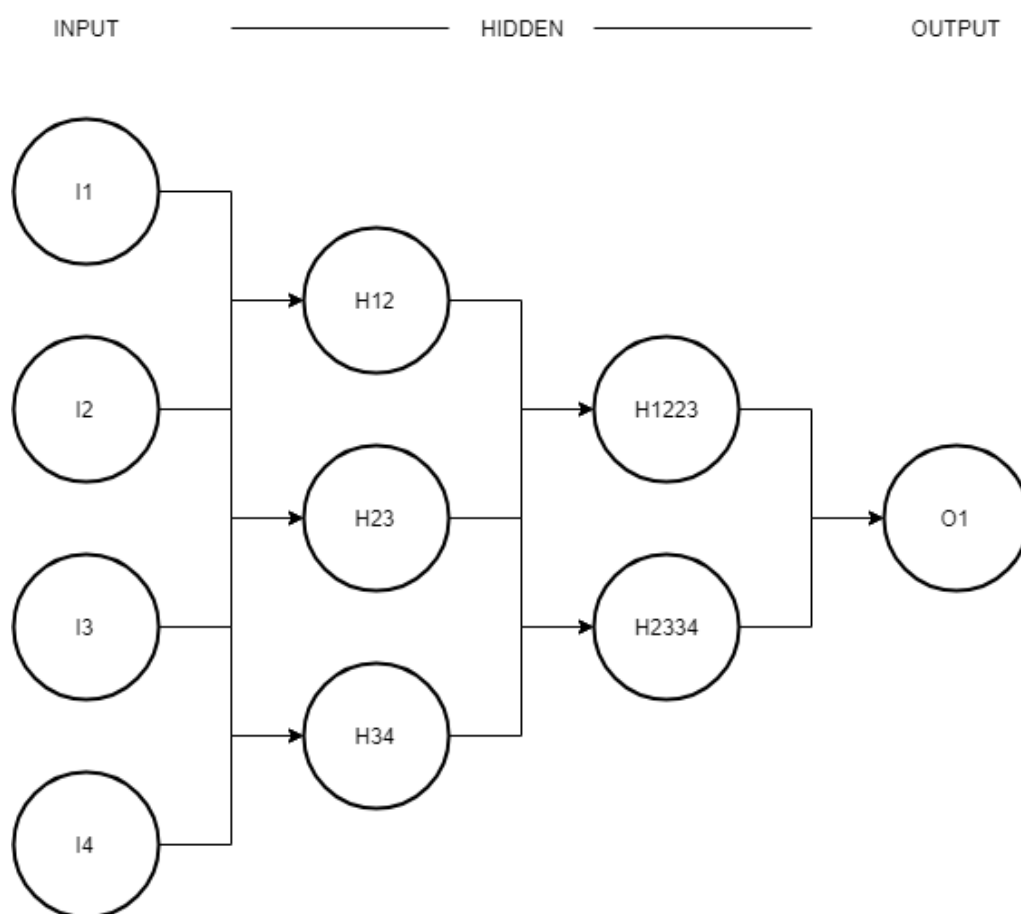 INPUT HIDDEN OUTPUT
I1
H12
I2
H1223
H23
O1
I3
H2334
H34
I4